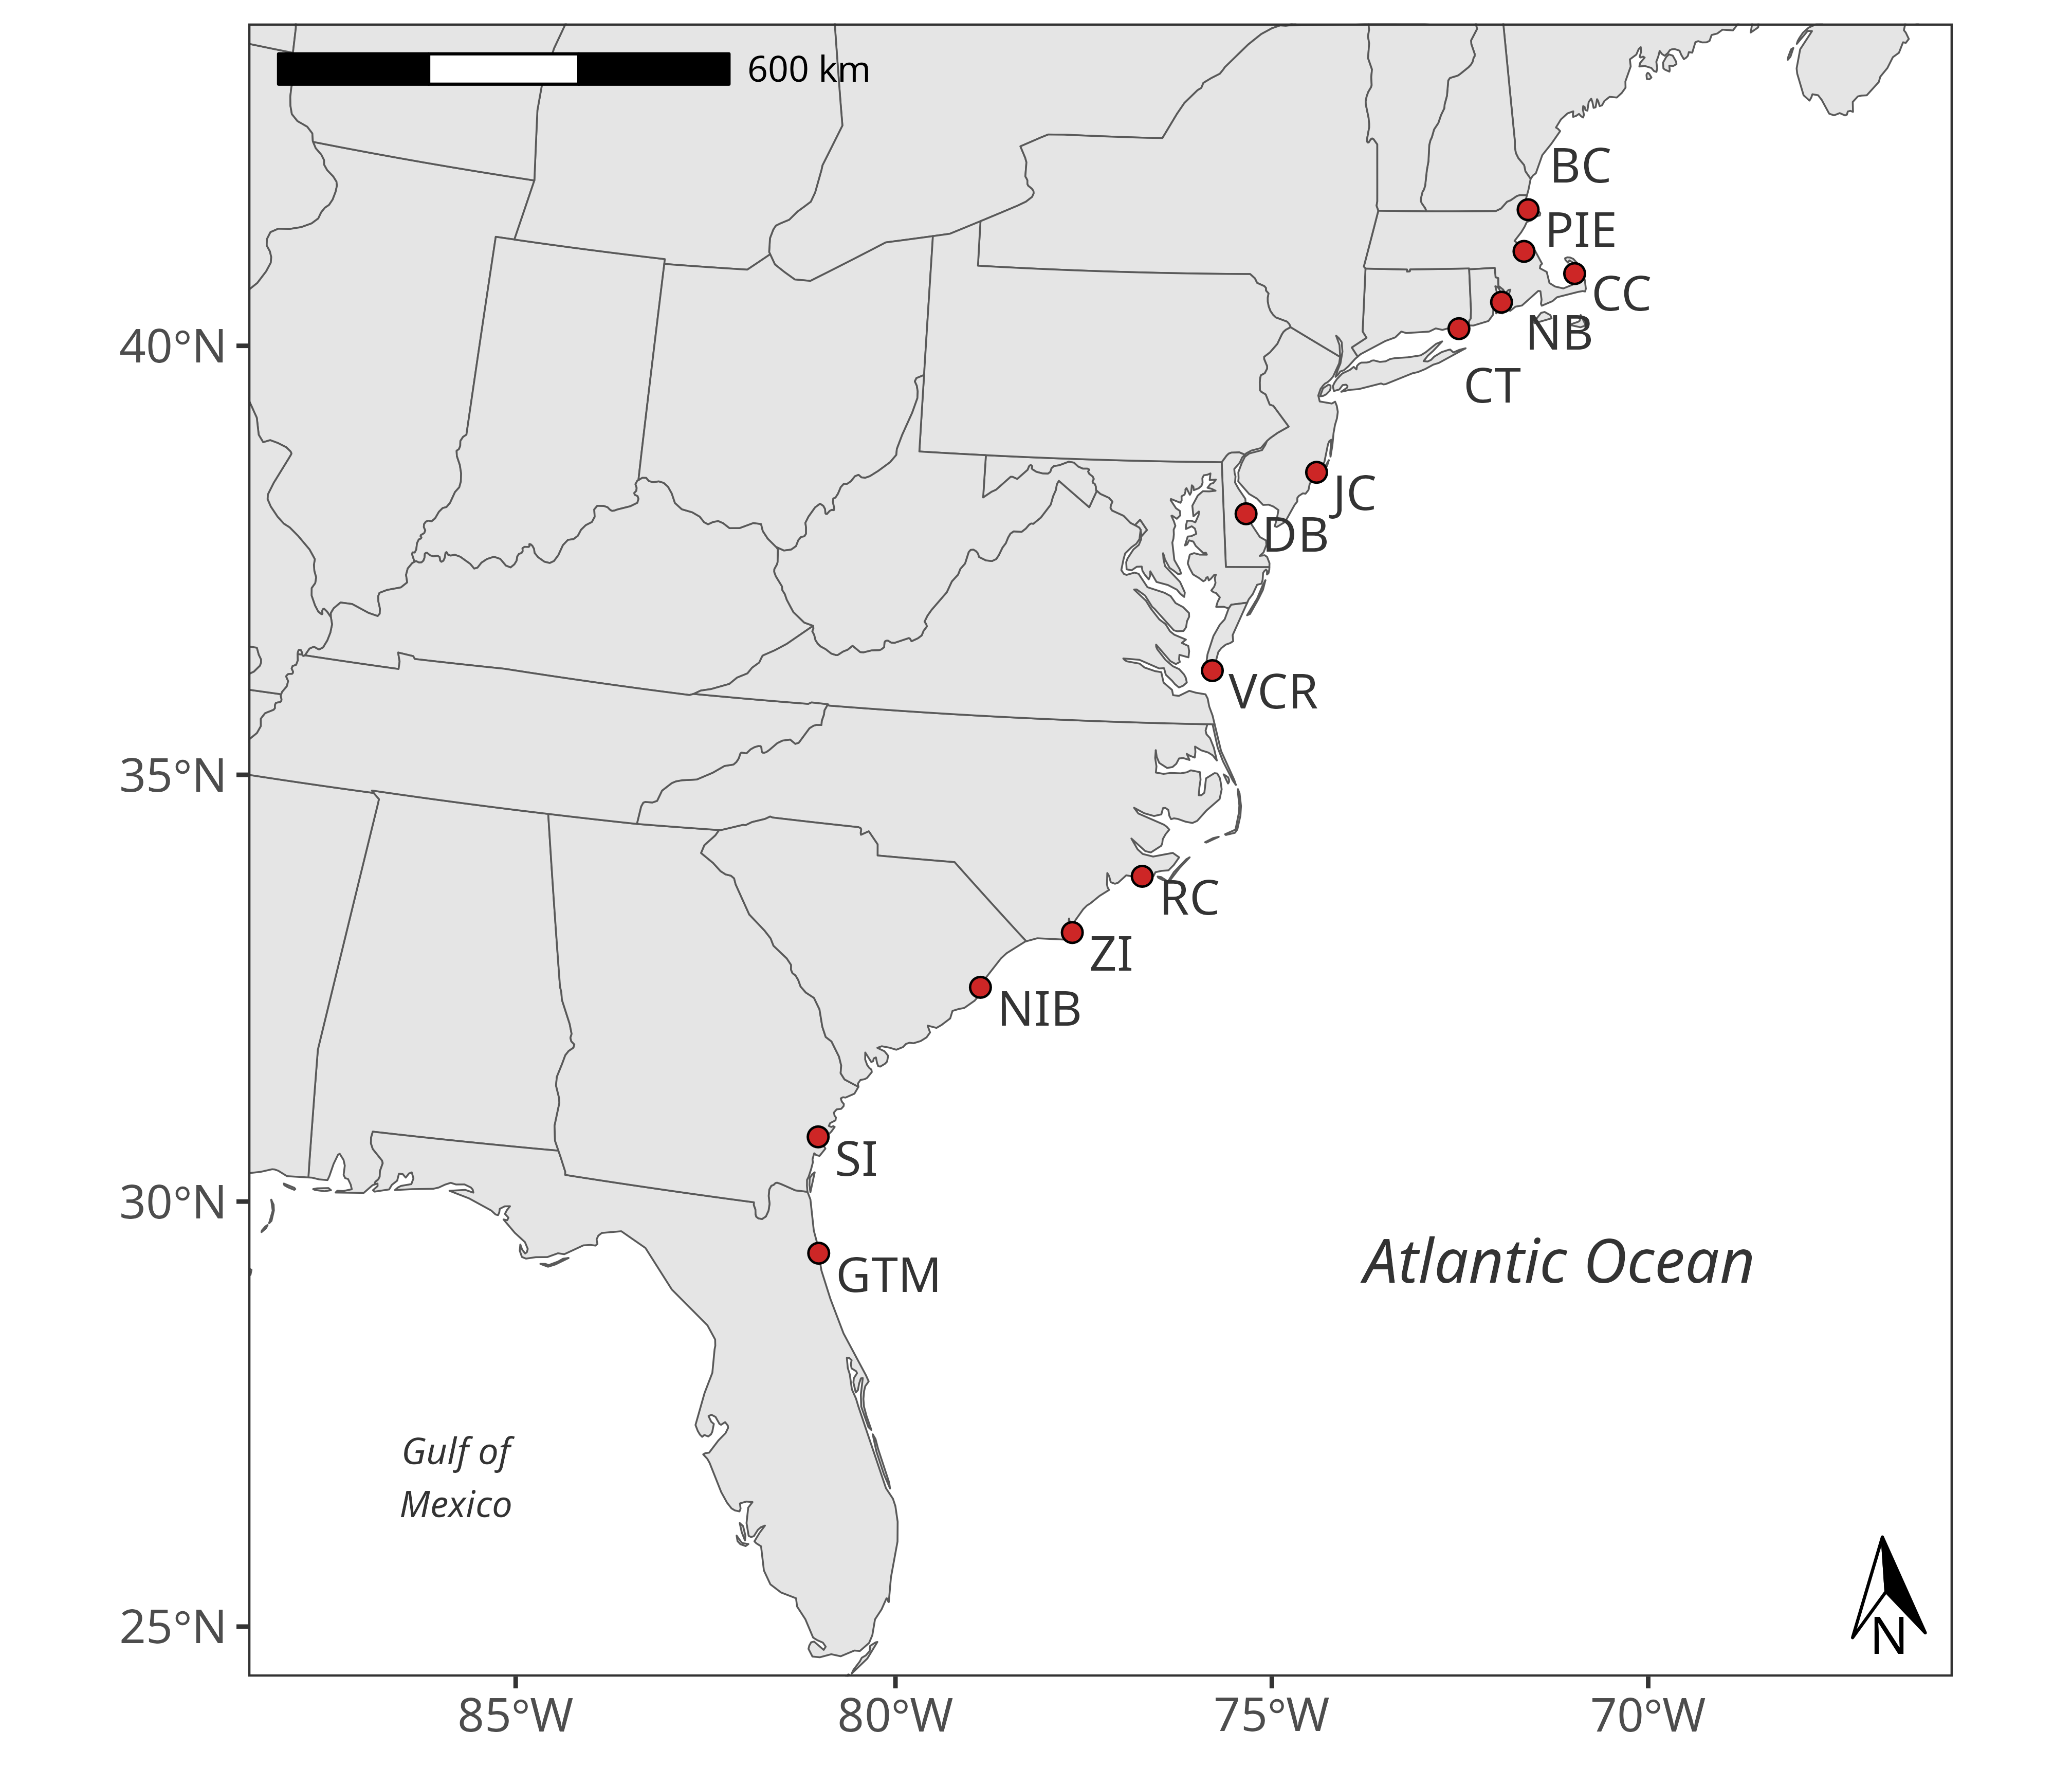 600 km
BC
PIE
CC
NB
40°N
CT
JC
DB
VCR
35°N
RC
ZI
NIB
SI
30°N
GTM
Atlantic Ocean
Gulf of
Mexico
25°N
N
85°W
80°W
75°W
70°W